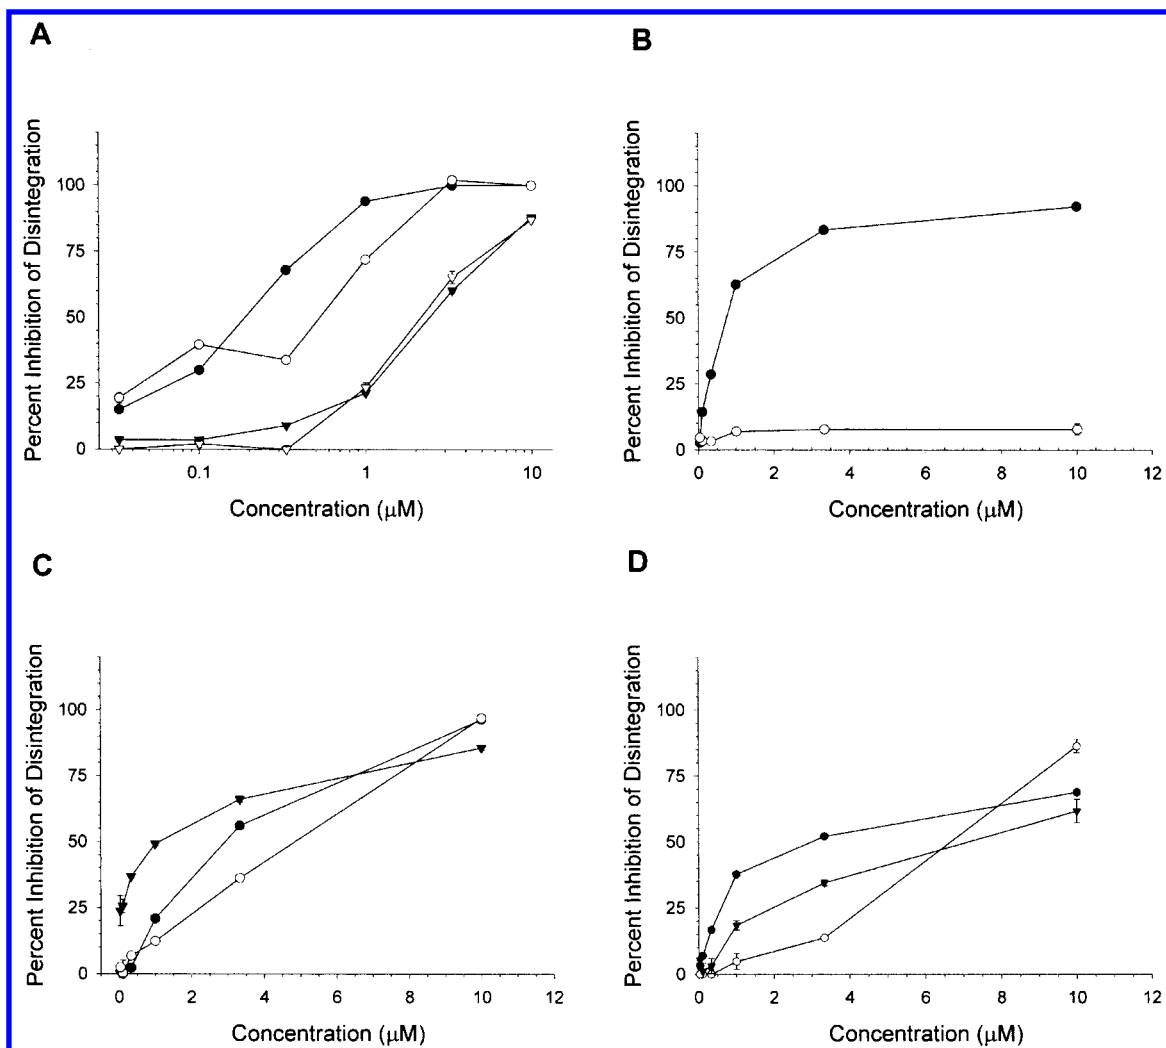 A
Percent Inhibition of Disintegration
100
75
50
25
0
0.1 1 10
Concentration (μM)
B
Percent Inhibition of Disintegration
100
75
50
25
0
0 2 4 6 8 10 12
Concentration (μM)
C
Percent Inhibition of Disintegration
100
75
50
25
0
0 2 4 6 8 10 12
Concentration (μM)
D
Percent Inhibition of Disintegration
100
75
50
25
0
0 2 4 6 8 10 12
Concentration (μM)